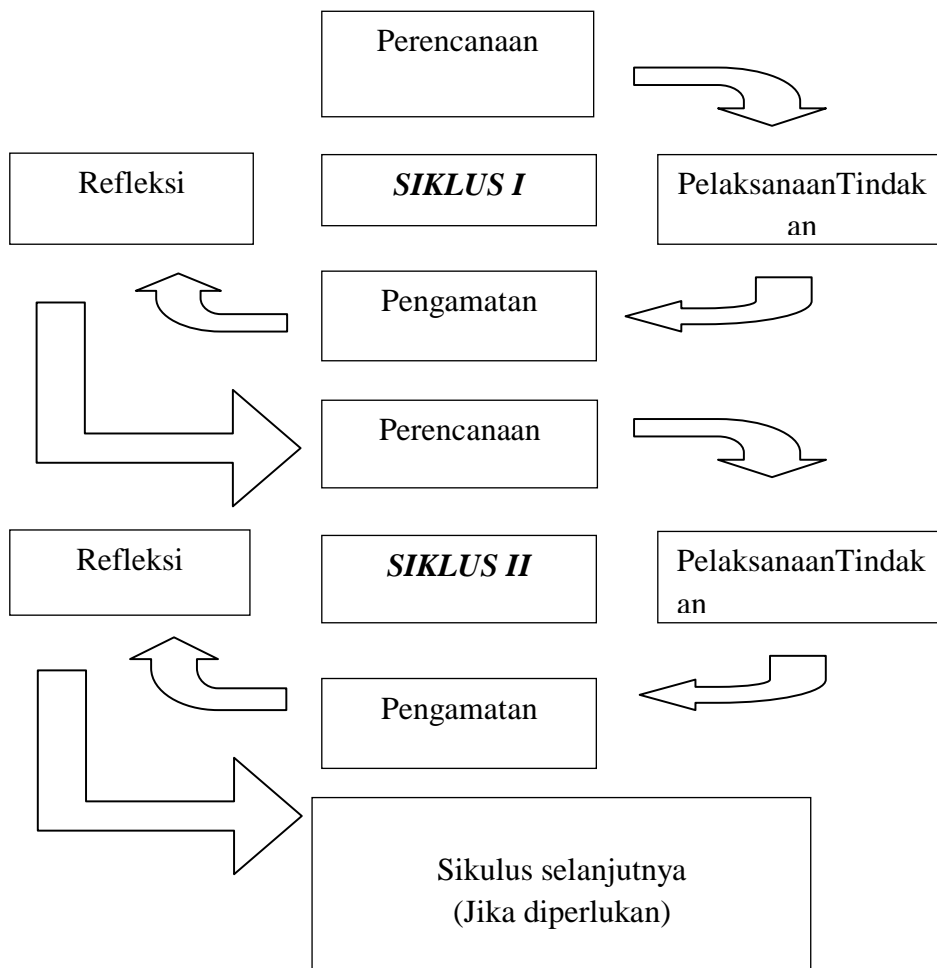 Perencanaan
Refleksi
SIKLUS I
PelaksanaanTindak
an
Pengamatan
Perencanaan
Refleksi
SIKLUS II
PelaksanaanTindak
an
Pengamatan
Sikulus selanjutnya
(Jika diperlukan)